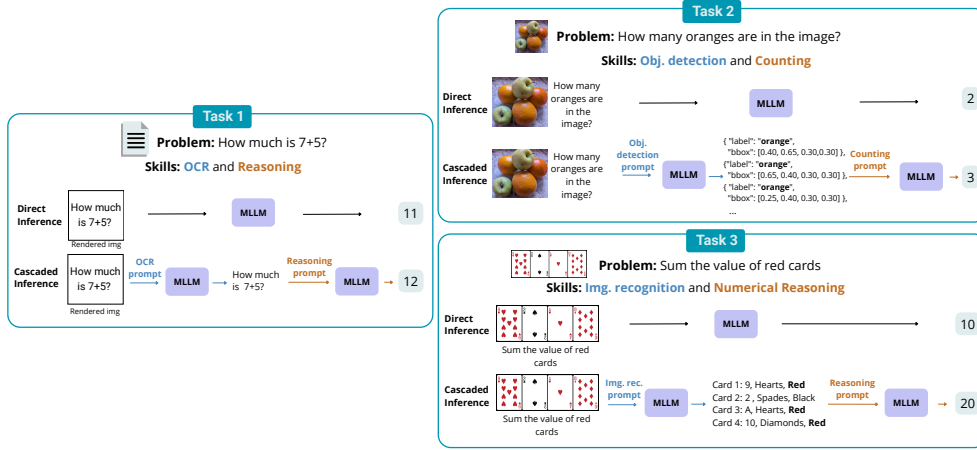 Task 1
Problem: How much is 7+5?
Skills: OCR and Reasoning
Direct
Inference
How much
is 7+5?
Rendered img
MLLM
11
Cascaded
Inference
How much
is 7+5?
Rendered img
OCR
prompt
MLLM
How much
is 7+5?
Reasoning
prompt
MLLM
12
Task 2
Problem: How many oranges are in the image?
Skills: Obj. detection and Counting
Direct
Inference
How many
oranges are
in the
image?
MLLM
2
Cascaded
Inference
How many
oranges are
in the
image?
Obj.
detection
prompt
MLLM
{ "label": "orange",
"bbox": [0.40, 0.65, 0.30,0.30] },
{"label": "orange",
"bbox": [0.65, 0.40, 0.30, 0.30] },
{ "label": "orange",
"bbox": [0.25, 0.40, 0.30, 0.30] },
...
Counting
prompt
MLLM
3
Task 3
Problem: Sum the value of red cards
Skills: Img. recognition and Numerical Reasoning
Direct
Inference
Sum the value of red
cards
MLLM
10
Cascaded
Inference
Sum the value of red
cards
Img. rec.
prompt
MLLM
Card 1: 9, Hearts, Red
Card 2: 2 , Spades, Black
Card 3: A, Hearts, Red
Card 4: 10, Diamonds, Red
Reasoning
prompt
MLLM
20